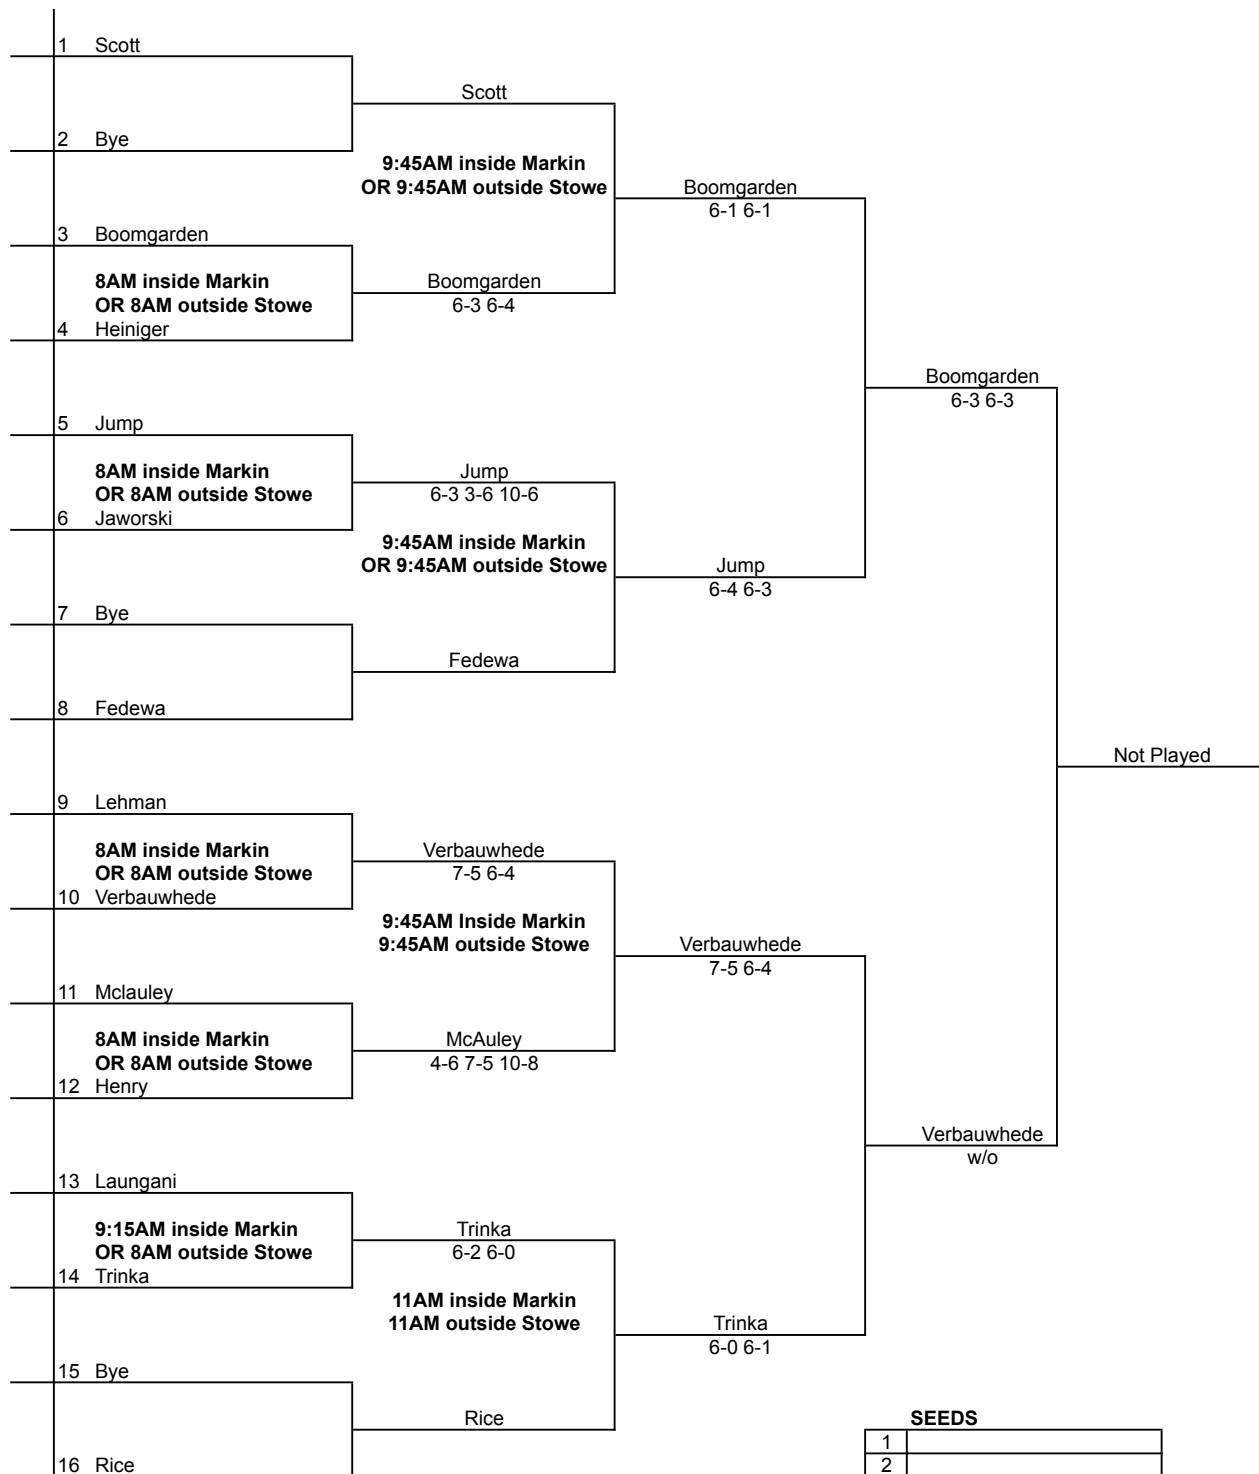 1 Scott
Scott
2 Bye
9:45AM inside Markin
OR 9:45AM outside Stowe
Boomgarden
6-1 6-1
3 Boomgarden
8AM inside Markin
OR 8AM outside Stowe
Boomgarden
6-3 6-4
4 Heiniger
Boomgarden
6-3 6-3
5 Jump
8AM inside Markin
OR 8AM outside Stowe
Jump
6-3 3-6 10-6
6 Jaworski
9:45AM inside Markin
OR 9:45AM outside Stowe
Jump
6-4 6-3
7 Bye
Fedewa
8 Fedewa
Not Played
9 Lehman
8AM inside Markin
OR 8AM outside Stowe
Verbauwhede
7-5 6-4
10 Verbauwhede
9:45AM Inside Markin
9:45AM outside Stowe
Verbauwhede
7-5 6-4
11 Mclauley
8AM inside Markin
OR 8AM outside Stowe
McAuley
4-6 7-5 10-8
12 Henry
Verbauwhede
w/o
13 Laungani
9:15AM inside Markin
OR 8AM outside Stowe
Trinka
6-2 6-0
14 Trinka
11AM inside Markin
11AM outside Stowe
Trinka
6-0 6-1
15 Bye
Rice
16 Rice
SEEDS
1
2